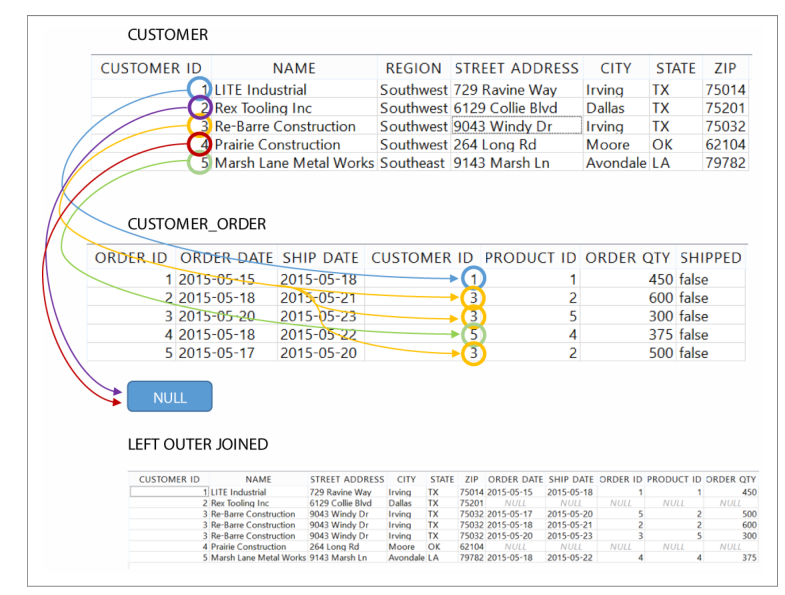 CUSTOMER
CUSTOMER ID NAME REGION STREET ADDRESS CITY STATE ZIP
1 LITE Industrial Southwest 729 Ravine Way Irving TX 75014
2 Rex Tooling Inc Southwest 6129 Collie Blvd Dallas TX 75201
3 Re-Barre Construction Southwest 9043 Windy Dr Irving TX 75032
4 Prairie Construction Southwest 264 Long Rd Moore OK 62104
5 Marsh Lane Metal Works Southeast 9143 Marsh Ln Avondale LA 79782
CUSTOMER_ORDER
ORDER ID ORDER DATE SHIP DATE CUSTOMER ID PRODUCT ID ORDER QTY SHIPPED
1 2015-05-15 2015-05-18 1 1 450 false
2 2015-05-18 2015-05-21 3 2 600 false
3 2015-05-20 2015-05-23 3 5 300 false
4 2015-05-18 2015-05-22 5 4 375 false
5 2015-05-17 2015-05-20 3 2 500 false
NULL
LEFT OUTER JOINED
CUSTOMER ID NAME STREET ADDRESS CITY STATE ZIP ORDER DATE SHIP DATE ORDER ID PRODUCT ID ORDER QTY
1 LITE Industrial 729 Ravine Way Irving TX 75014 2015-05-15 2015-05-18 1 1 450
2 Rex Tooling Inc 6129 Collie Blvd Dallas TX 75201 NULL NULL NULL NULL NULL
3 Re-Barre Construction 9043 Windy Dr Irving TX 75032 2015-05-17 2015-05-20 5 2 500
3 Re-Barre Construction 9043 Windy Dr Irving TX 75032 2015-05-18 2015-05-21 2 2 600
3 Re-Barre Construction 9043 Windy Dr Irving TX 75032 2015-05-20 2015-05-23 3 5 300
4 Prairie Construction 264 Long Rd Moore OK 62104 NULL NULL NULL NULL NULL
5 Marsh Lane Metal Works 9143 Marsh Ln Avondale LA 79782 2015-05-18 2015-05-22 4 4 375